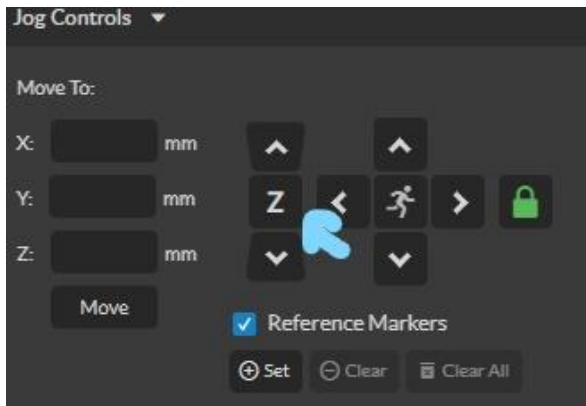 Jog Controls
Move To:
X: mm
Y: mm Z
Z: mm
Move
Reference Markers
Set Clear Clear All